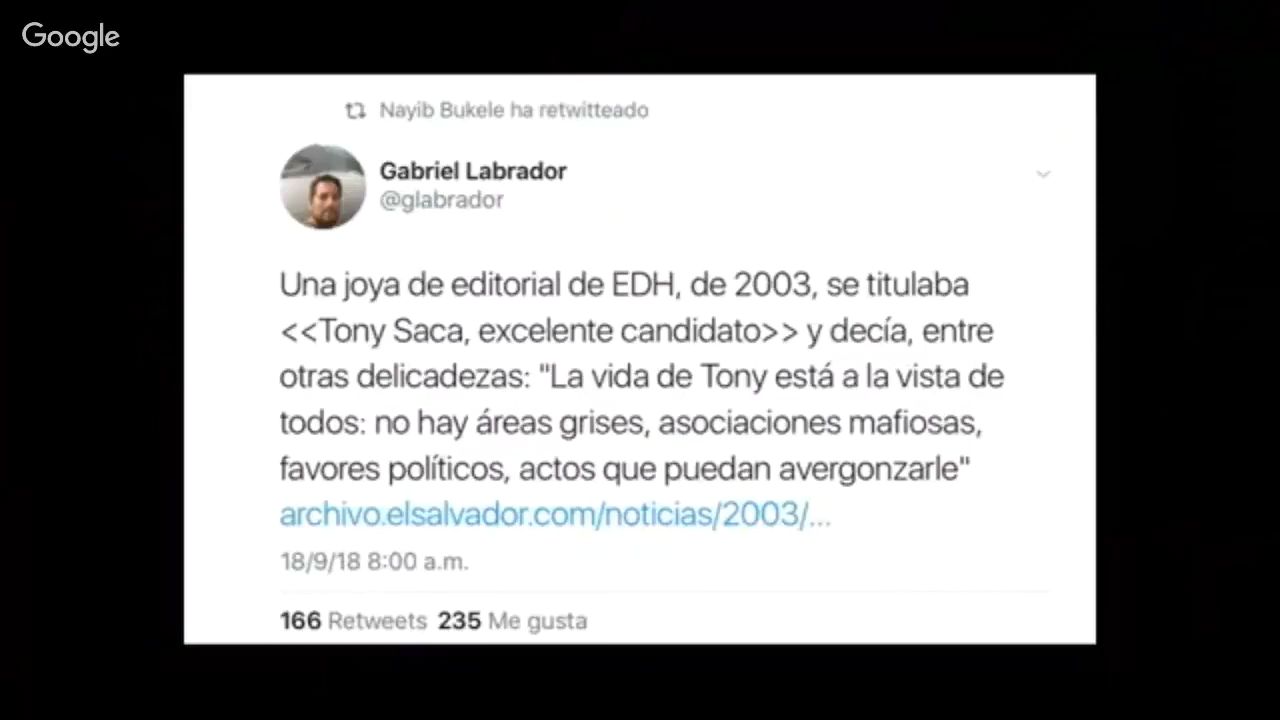 Google
Nayib Bukele ha retwitteado
Gabriel Labrador
@glabrador
Una joya de editorial de EDH, de 2003, se titulaba
<<Tony Saca, excelente candidato>> y decía, entre
otras delicadezas: "La vida de Tony está a la vista de
todos: no hay áreas grises, asociaciones mafiosas,
favores políticos, actos que puedan avergonzarle"
archivo.elsalvador.com/noticias/2003/...
18/9/18 8:00 a.m.
166 Retweets 235 Me gusta